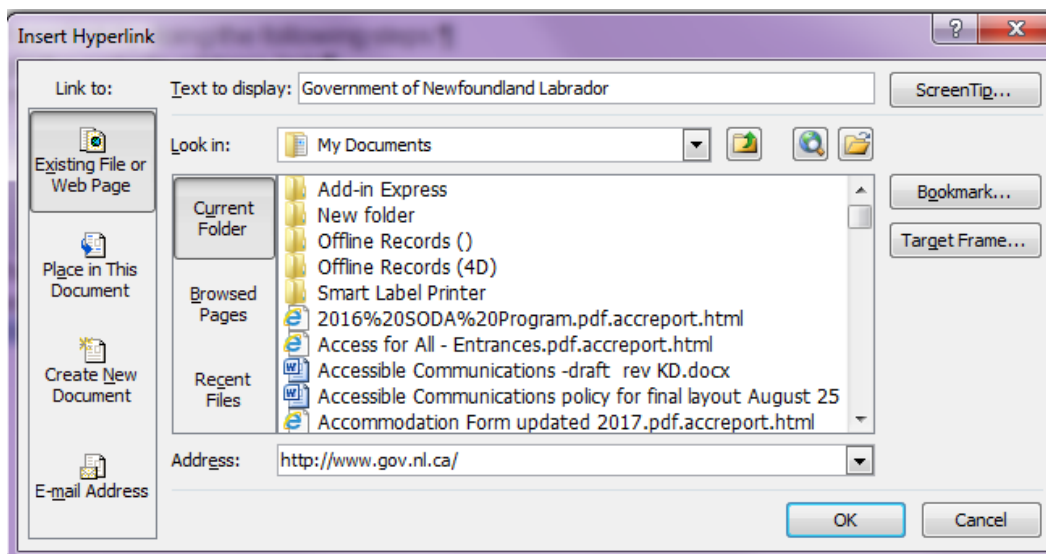 Insert Hyperlink
Link to:
Text to display: Government of Newfoundland Labrador
ScreenTip...
Existing File or
Web Page
Look in:
My Documents
Current
Folder
Browsed
Pages
Recent
Files
Add-in Express
New folder
Offline Records ()
Offline Records (4D)
Smart Label Printer
2016%20SODA%20Program.pdf.accreport.html
Access for All - Entrances.pdf.accreport.html
Accessible Communications -draft rev KD.docx
Accessible Communications policy for final layout August 25
Accommodation Form updated 2017.pdf.accreport.html
Bookmark...
Target Frame...
Place in This
Document
Create New
Document
E-mail Address
Address:
http://www.gov.nl.ca/
OK
Cancel